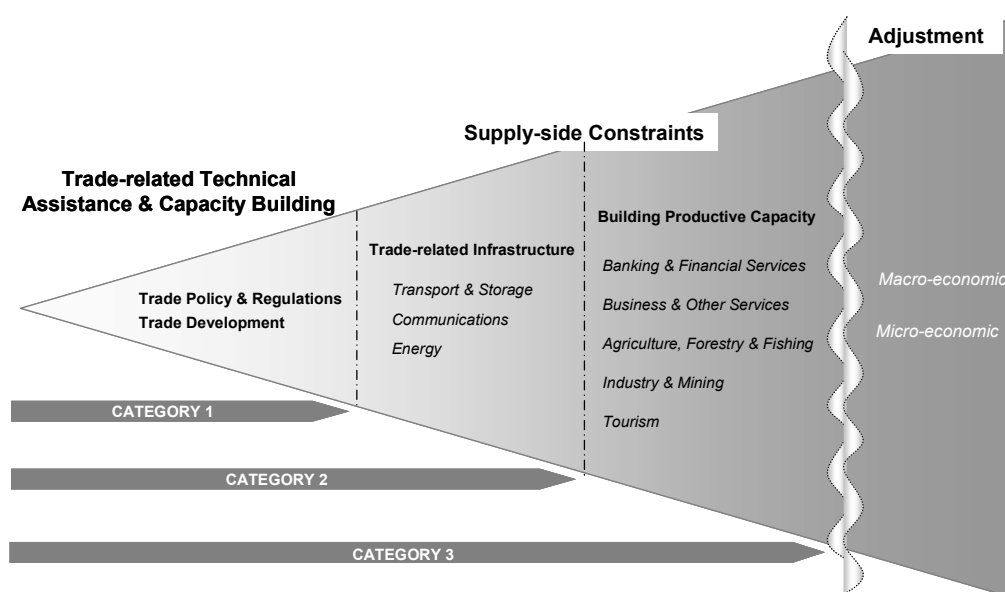 Adjustment
Supply-side Constraints
Trade-related Technical
Assistance & Capacity Building
Building Productive Capacity
Trade-related Infrastructure
Banking & Financial Services
Macro-economic
Transport & Storage
Trade Policy & Regulations
Business & Other Services
Communications
Trade Development
Micro-economic
Energy
Agriculture, Forestry & Fishing
Industry & Mining
CATEGORY 1
Tourism
CATEGORY 2
CATEGORY 3